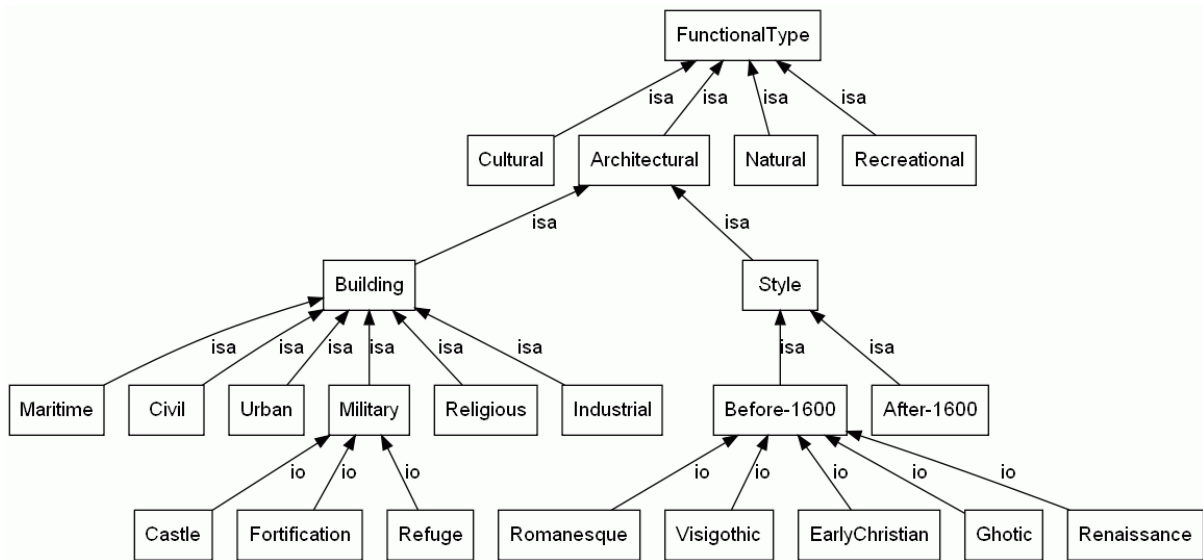 FunctionalType
isa isa isa isa
Cultural Architectural Natural Recreational
isa isa
Building Style
isa isa isa isa isa isa isa isa
Maritime Civil Urban Military Religious Industrial Before-1600 After-1600
io io io io io io io io
Castle Fortification Refuge Romanesque Visigothic EarlyChristian Ghotic Renaissance